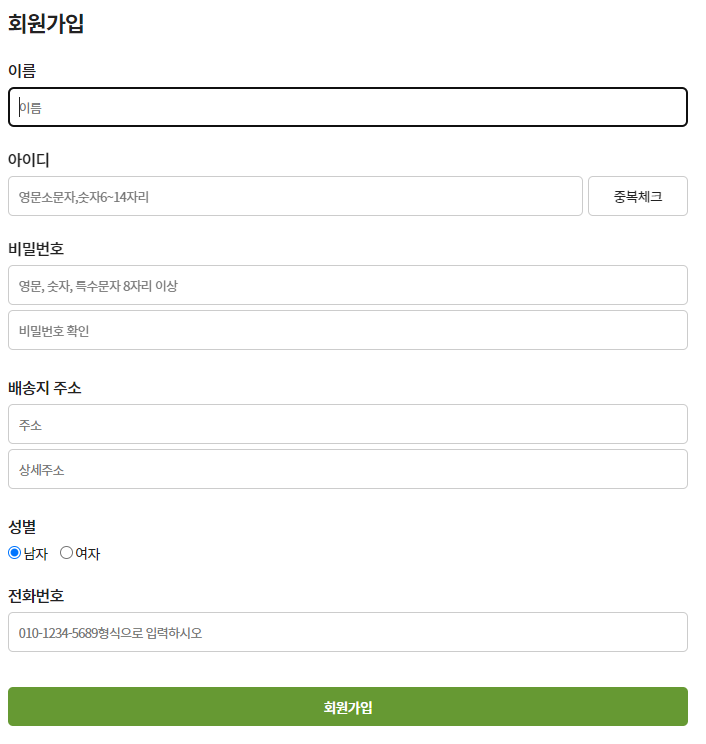 회원가입
이름
이름
아이디
영문소문자,숫자6~14자리 중복체크
비밀번호
영문, 숫자, 특수문자 8자리 이상
비밀번호 확인
배송지 주소
주소
상세주소
성별
남자 여자
전화번호
010-1234-5689형식으로 입력하시오
회원가입